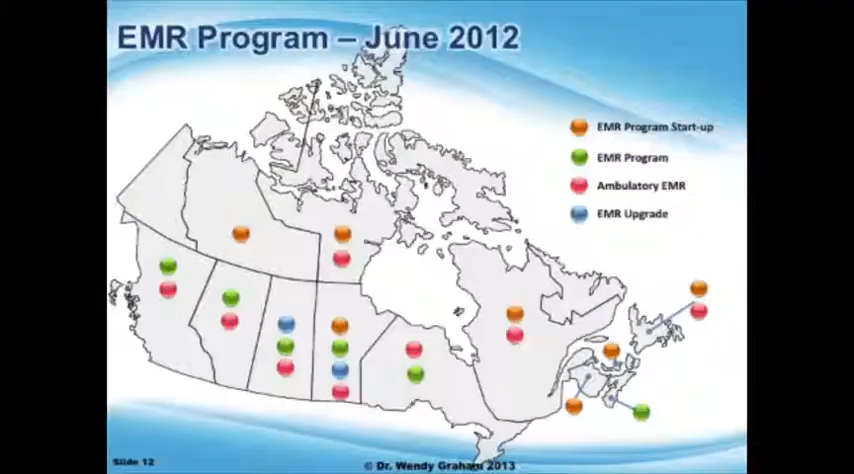 EMR Program – June 2012
EMR Program Start-up
EMR Program
Ambulatory EMR
EMR Upgrade
Slide 12
© Dr. Wendy Graham 2013